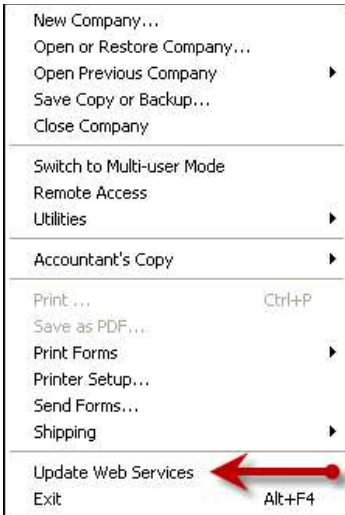 New Company...
Open or Restore Company...
Open Previous Company
Save Copy or Backup...
Close Company
Switch to Multi-user Mode
Remote Access
Utilities
Accountant's Copy
Print ... Ctrl+P
Save as PDF...
Print Forms
Printer Setup...
Send Forms...
Shipping
Update Web Services
Exit Alt+F4